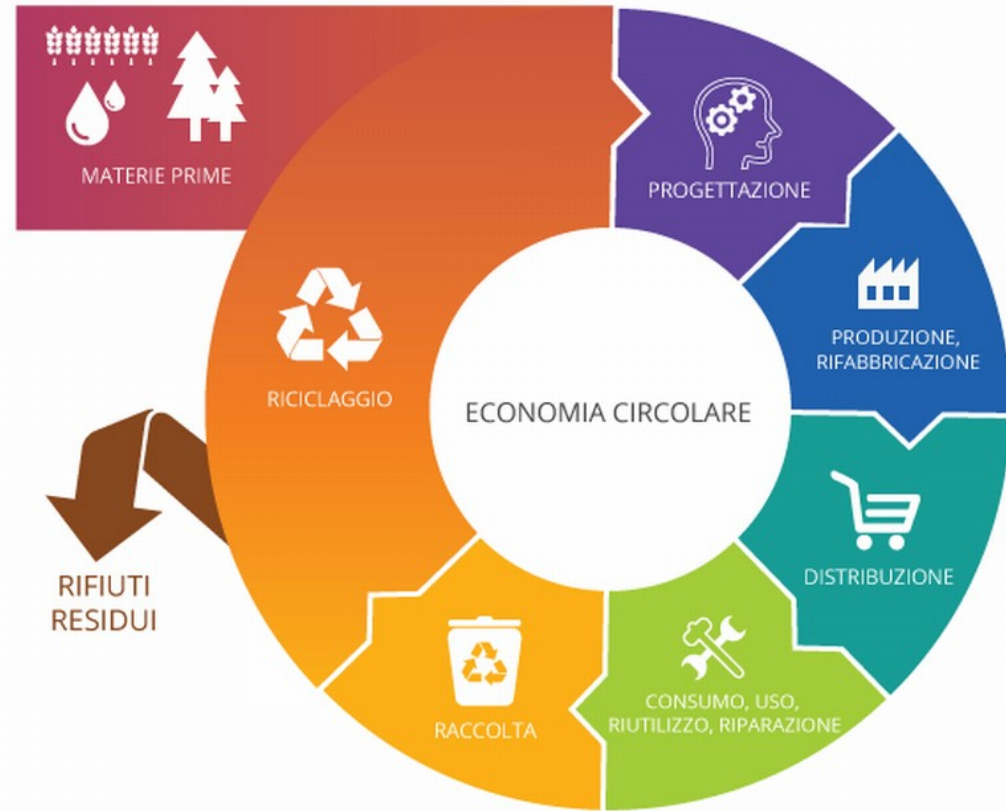 MATERIE PRIME
PROGETTAZIONE
PRODUZIONE,
RIFABBRICAZIONE
RICICLAGGIO
ECONOMIA CIRCOLARE
DISTRIBUZIONE
RIFIUTI
RESIDUI
CONSUMO, USO,
RIUTILIZZO, RIPARAZIONE
RACCOLTA